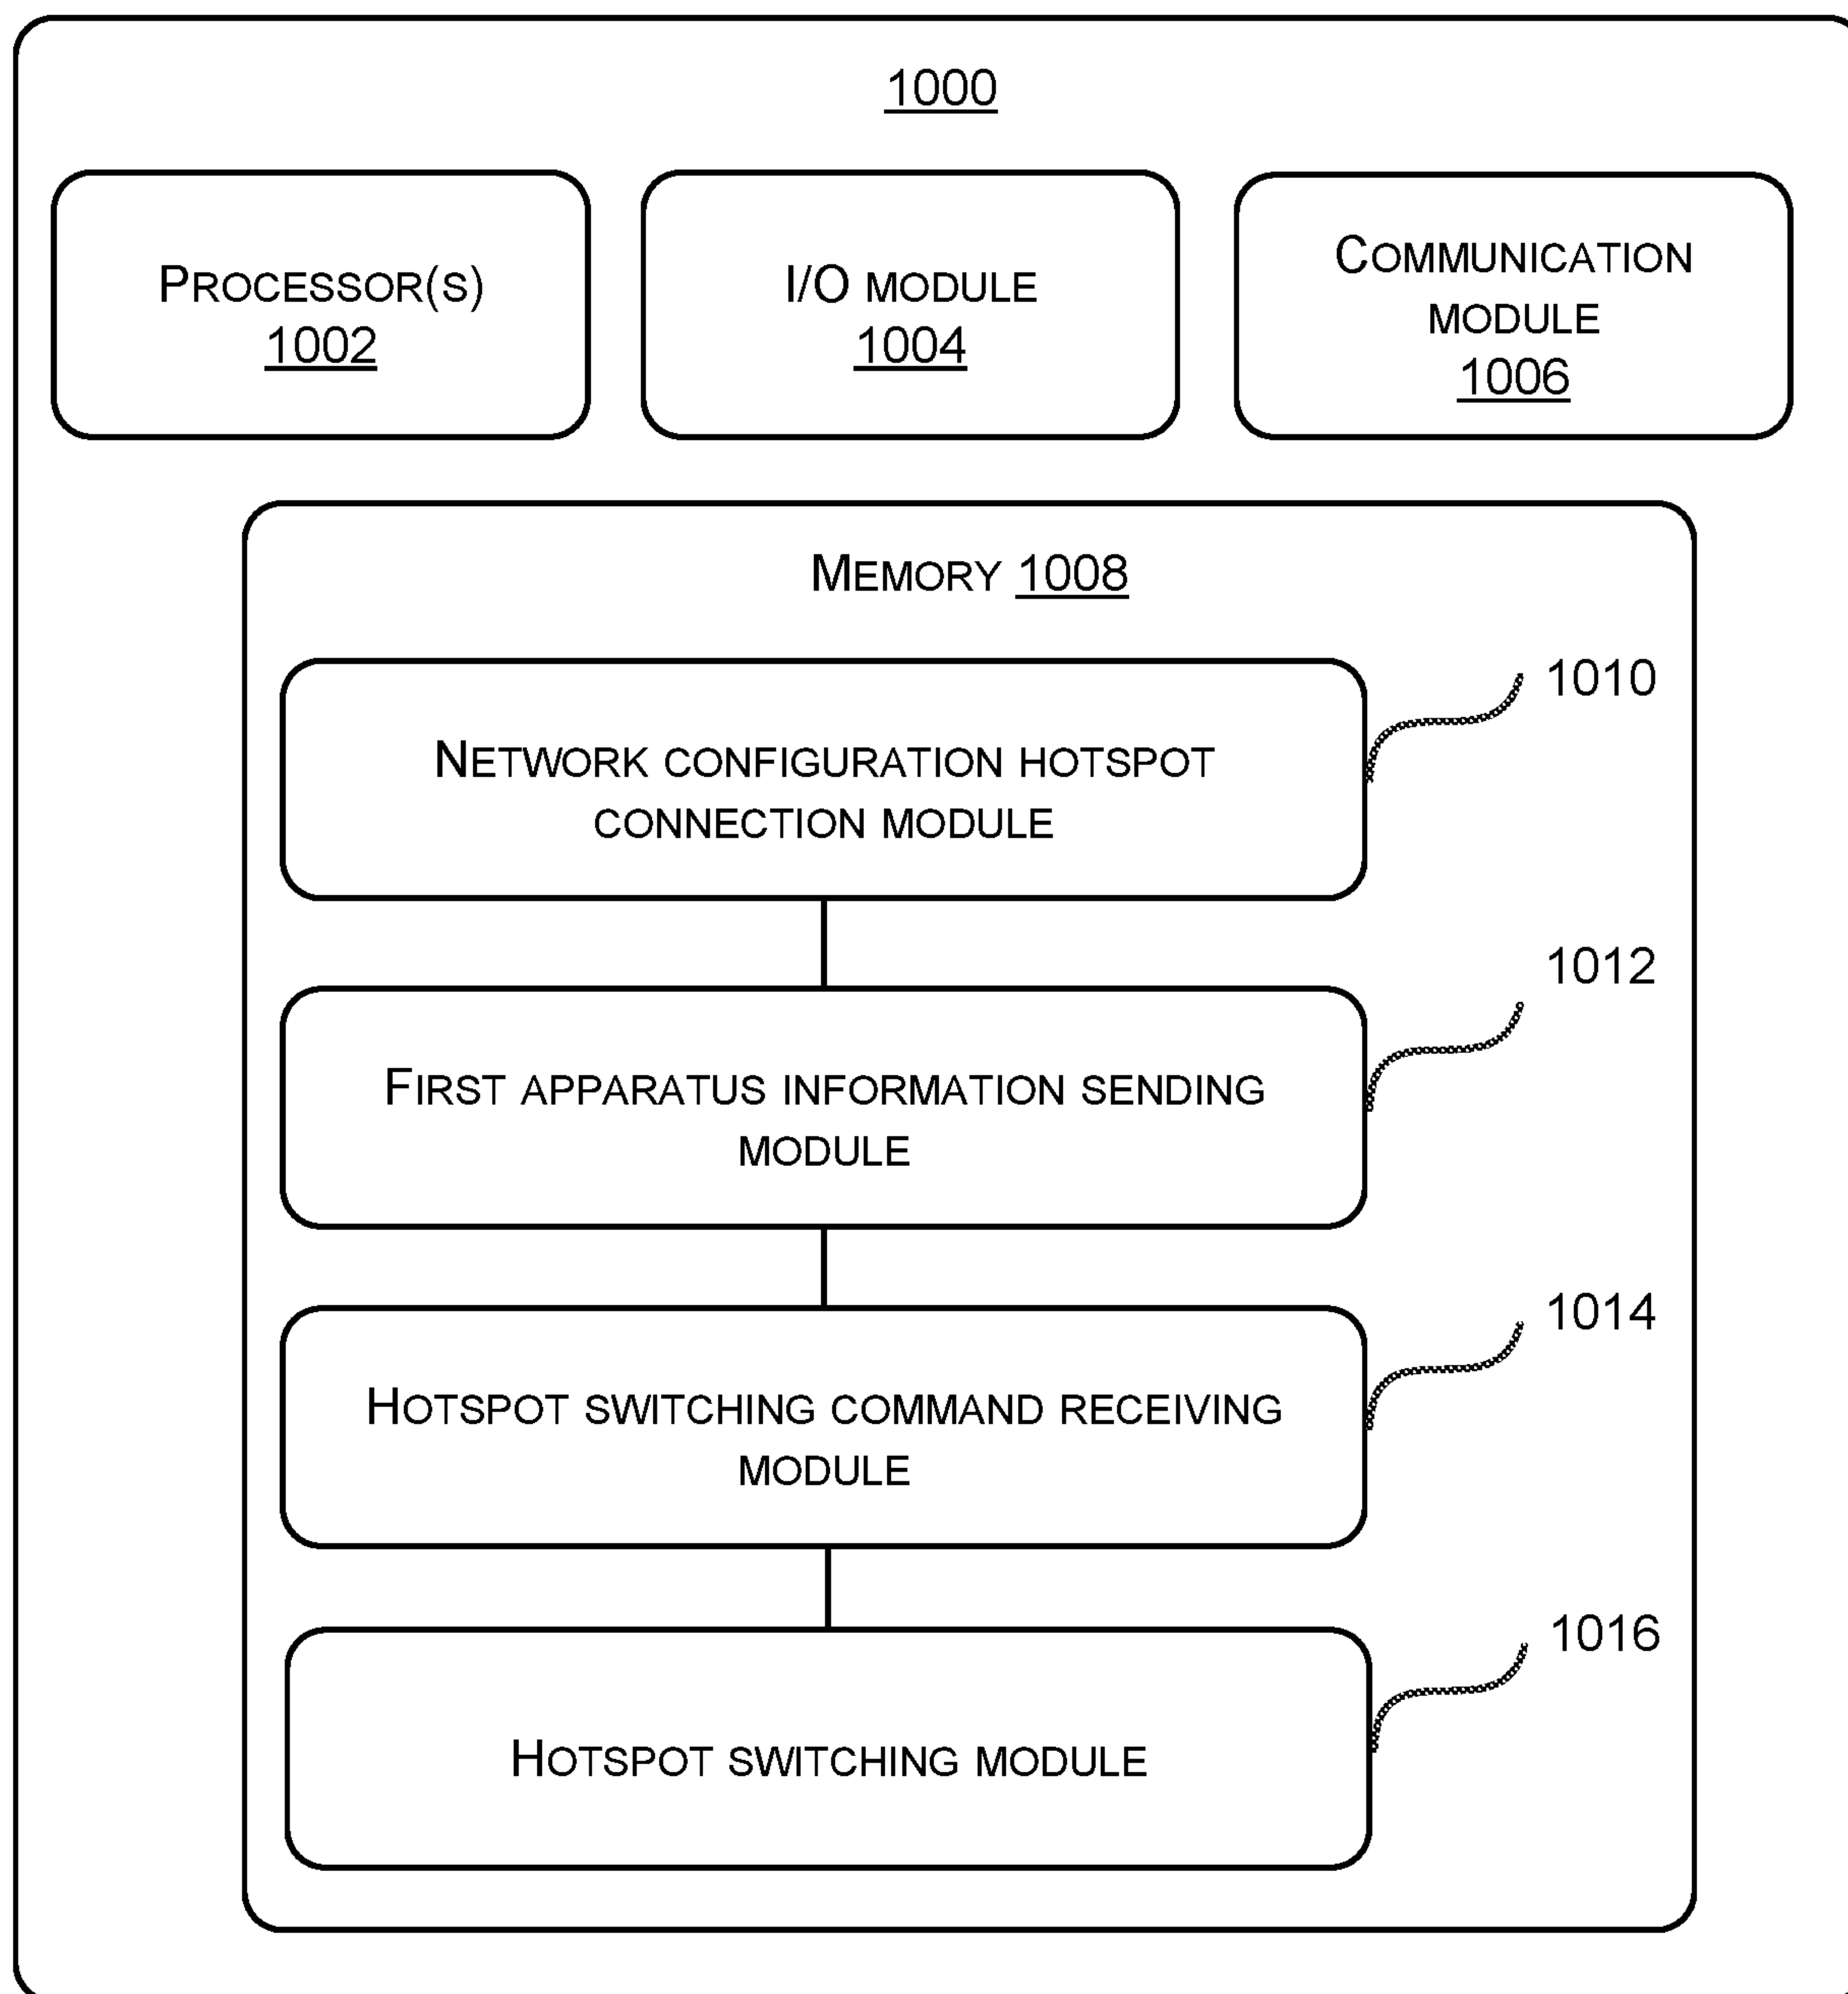 1000
PROCESSOR(S)
1002
I/O MODULE
1004
COMMUNICATION
MODULE
1006
MEMORY 1008
NETWORK CONFIGURATION HOTSPOT
CONNECTION MODULE
1010
FIRST APPARATUS INFORMATION SENDING
MODULE
1012
HOTSPOT SWITCHING COMMAND RECEIVING
MODULE
1014
HOTSPOT SWITCHING MODULE
1016